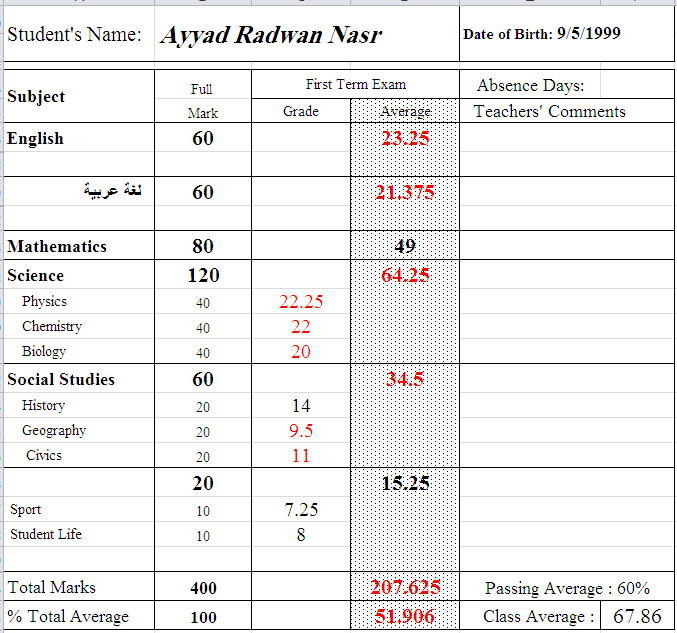 Student's Name: Ayyad Radwan Nasr Date of Birth: 9/5/1999
Subject Full Mark First Term Exam Absence Days:
Grade Average Teachers' Comments
English 60 23.25
لغة عربية 60 21.375
Mathematics 80 49
Science 120 64.25
Physics 40 22.25
Chemistry 40 22
Biology 40 20
Social Studies 60 34.5
History 20 14
Geography 20 9.5
Civics 20 11
20 15.25
Sport 10 7.25
Student Life 10 8
Total Marks 400 207.625 Passing Average : 60%
% Total Average 100 51.906 Class Average : 67.86